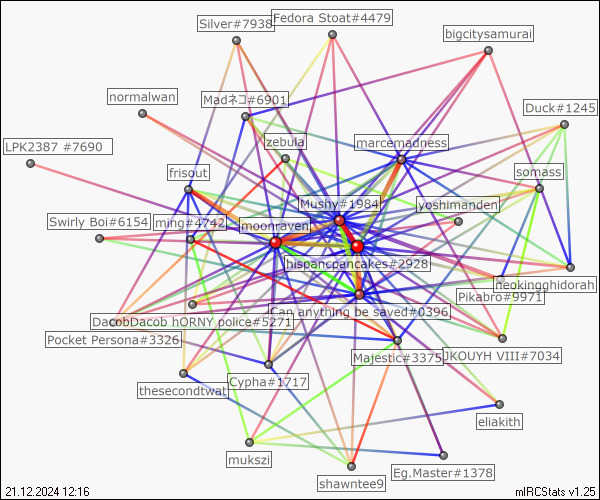 Silver#7938
Fedora Stoat#4479
bigcitysamurai
normalwan
Madネコ#6901
Duck#1245
zebula
marcemadness
LPK2387 #7690
frisout
somass
Mushy#1984
yoshimanden
Swirly Boi#6154
ming#4742
moonraven
hispancpancakes#2928
neokingghidorah
Pikabro#9971
Can anything be saved#0396
DacobDacob hORNY police#5271
Pocket Persona#3326
JKOUYH VIII#7034
Majestic#3375
Cypha#1717
thesecondtwat
eliakith
mukszi
Eg.Master#1378
shawntee9
21.12.2024 12:16
mIRCStats v1.25